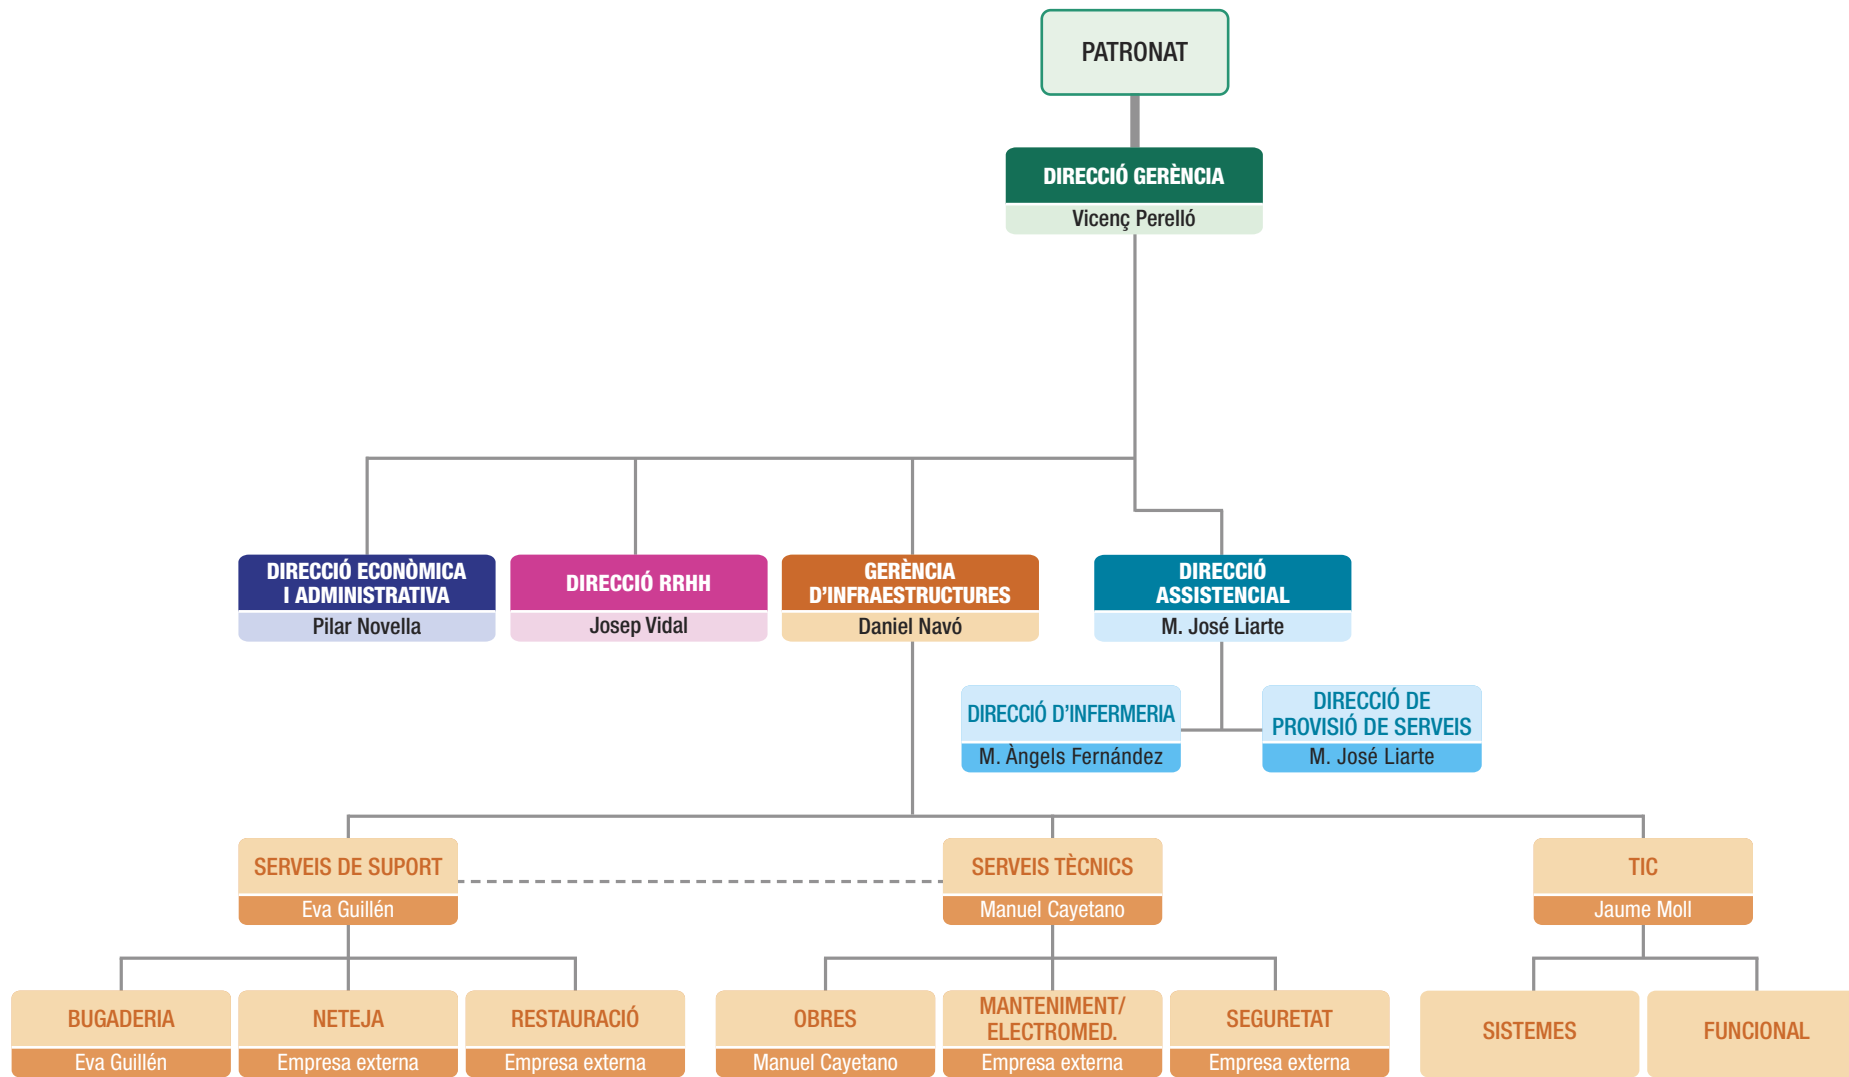 PATRONAT
DIRECCIÓ GERÈNCIA
Vicenç Perelló
DIRECCIÓ ECONÒMICA
I ADMINISTRATIVA
Pilar Novella
DIRECCIÓ RRHH
Josep Vidal
GERÈNCIA
D'INFRAESTRUCTURES
Daniel Navó
DIRECCIÓ
ASSISTENCIAL
M. José Liarte
DIRECCIÓ D'INFERMERIA
M. Àngels Fernández
DIRECCIÓ DE
PROVISIÓ DE SERVEIS
M. José Liarte
SERVEIS DE SUPORT
Eva Guillén
SERVEIS TÈCNICS
Manuel Cayetano
TIC
Jaume Moll
BUGADERIA
Eva Guillén
NETEJA
Empresa externa
RESTAURACIÓ
Empresa externa
OBRES
Manuel Cayetano
MANTENIMENT/
ELECTROMED.
Empresa externa
SEGURETAT
Empresa externa
SISTEMES
FUNCIONAL